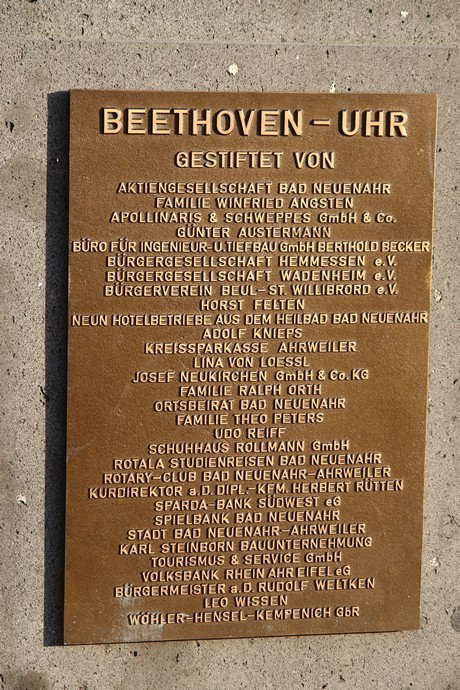 BEETHOVEN – UHR
GESTIFTET VON
AKTIENGESELLSCHAFT BAD NEUENAHR
FAMILIE WINFRIED ANGSTEN
APOLLINARIS & SCHWEPPES GmbH & Co.
GÜNTER AUSTERMANN
BÜRO FÜR INGENIEUR-U. TIEFBAU GmbH BERTHOLD BECKER
BÜRGERGESELLSCHAFT HEMMESSEN e.V.
BÜRGERGESELLSCHAFT WADENHEIM e.V.
BÜRGERVEREIN BEUL-ST. WILLIBRORD e.V.
HORST FELTEN
NEUN HOTELBETRIEBE AUS DEM HEILBAD BAD NEUENAHR
ADOLF KNIEPS
KREISSPARKASSE AHRWEILER
LINA VON LOESSL
JOSEF NEUKIRCHEN GmbH & Co. KG
FAMILIE RALPH ORTH
ORTSBEIRAT BAD NEUENAHR
FAMILIE THEO PETERS
UDO REIFF
SCHUHHAUS ROLLMANN GmbH
ROTALA STUDIENREISEN BAD NEUENAHR
ROTARY-CLUB BAD NEUENAHR-AHRWEILER
KURDIREKTOR a.D. DIPL.-KFM. HERBERT RÜTTEN
SPARDA-BANK SÜDWEST eG
SPIELBANK BAD NEUENAHR
STADT BAD NEUENAHR-AHRWEILER
KARL STEINBORN BAUUNTERNEHMUNG
TOURISMUS & SERVICE GmbH
VOLKSBANK RHEIN AHR EIFEL eG
BÜRGERMEISTER a.D. RUDOLF WELTKEN
LEO WISSEN
WÖHLER-HENSEL-KEMPENICH GbR